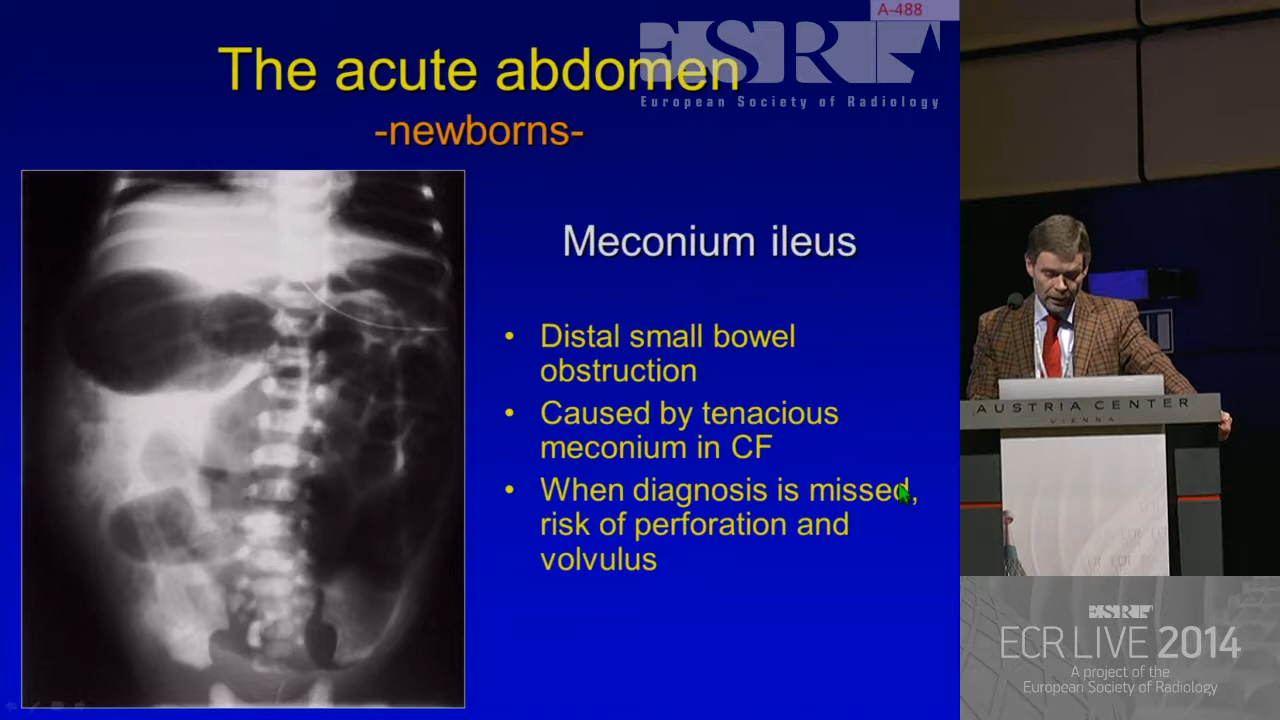 A-488
The acute abdomen
ESR
European Society of Radiology
-newborns-
Meconium ileus
• Distal small bowel
obstruction
• Caused by tenacious
meconium in CF
• When diagnosis is missed,
risk of perforation and
volvulus
AUSTRIA CENTER
VIENNA
ESR
ECR LIVE 2014
A project of the
European Society of Radiology